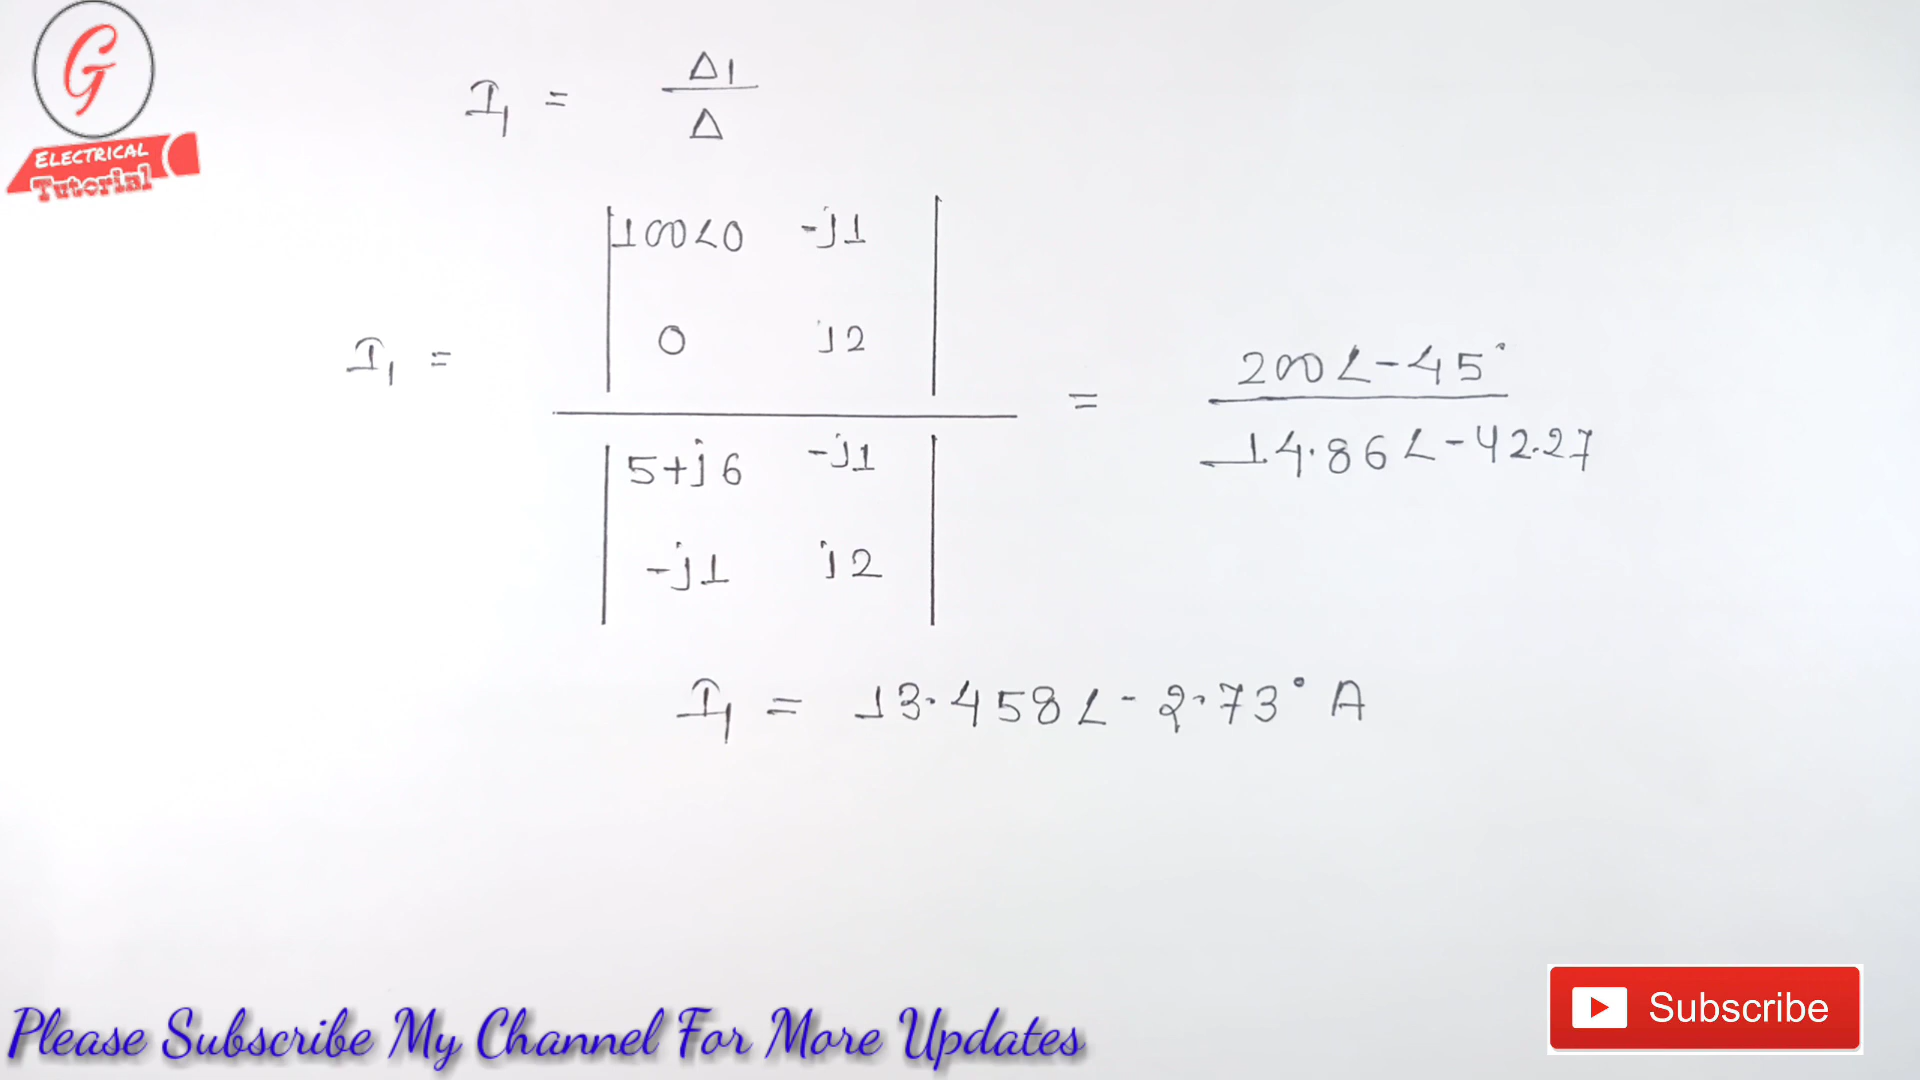 G
ELECTRICAL
Tutorial
I₁ = Δ1
Δ
100∠0 -j1
0 j2
I₁ =
= 200∠-45°
14.86∠-42.27
5+j6 -j1
-j1 j2
I₁ = 13.458∠-2.73° A
Please Subscribe My Channel For More Updates
Subscribe